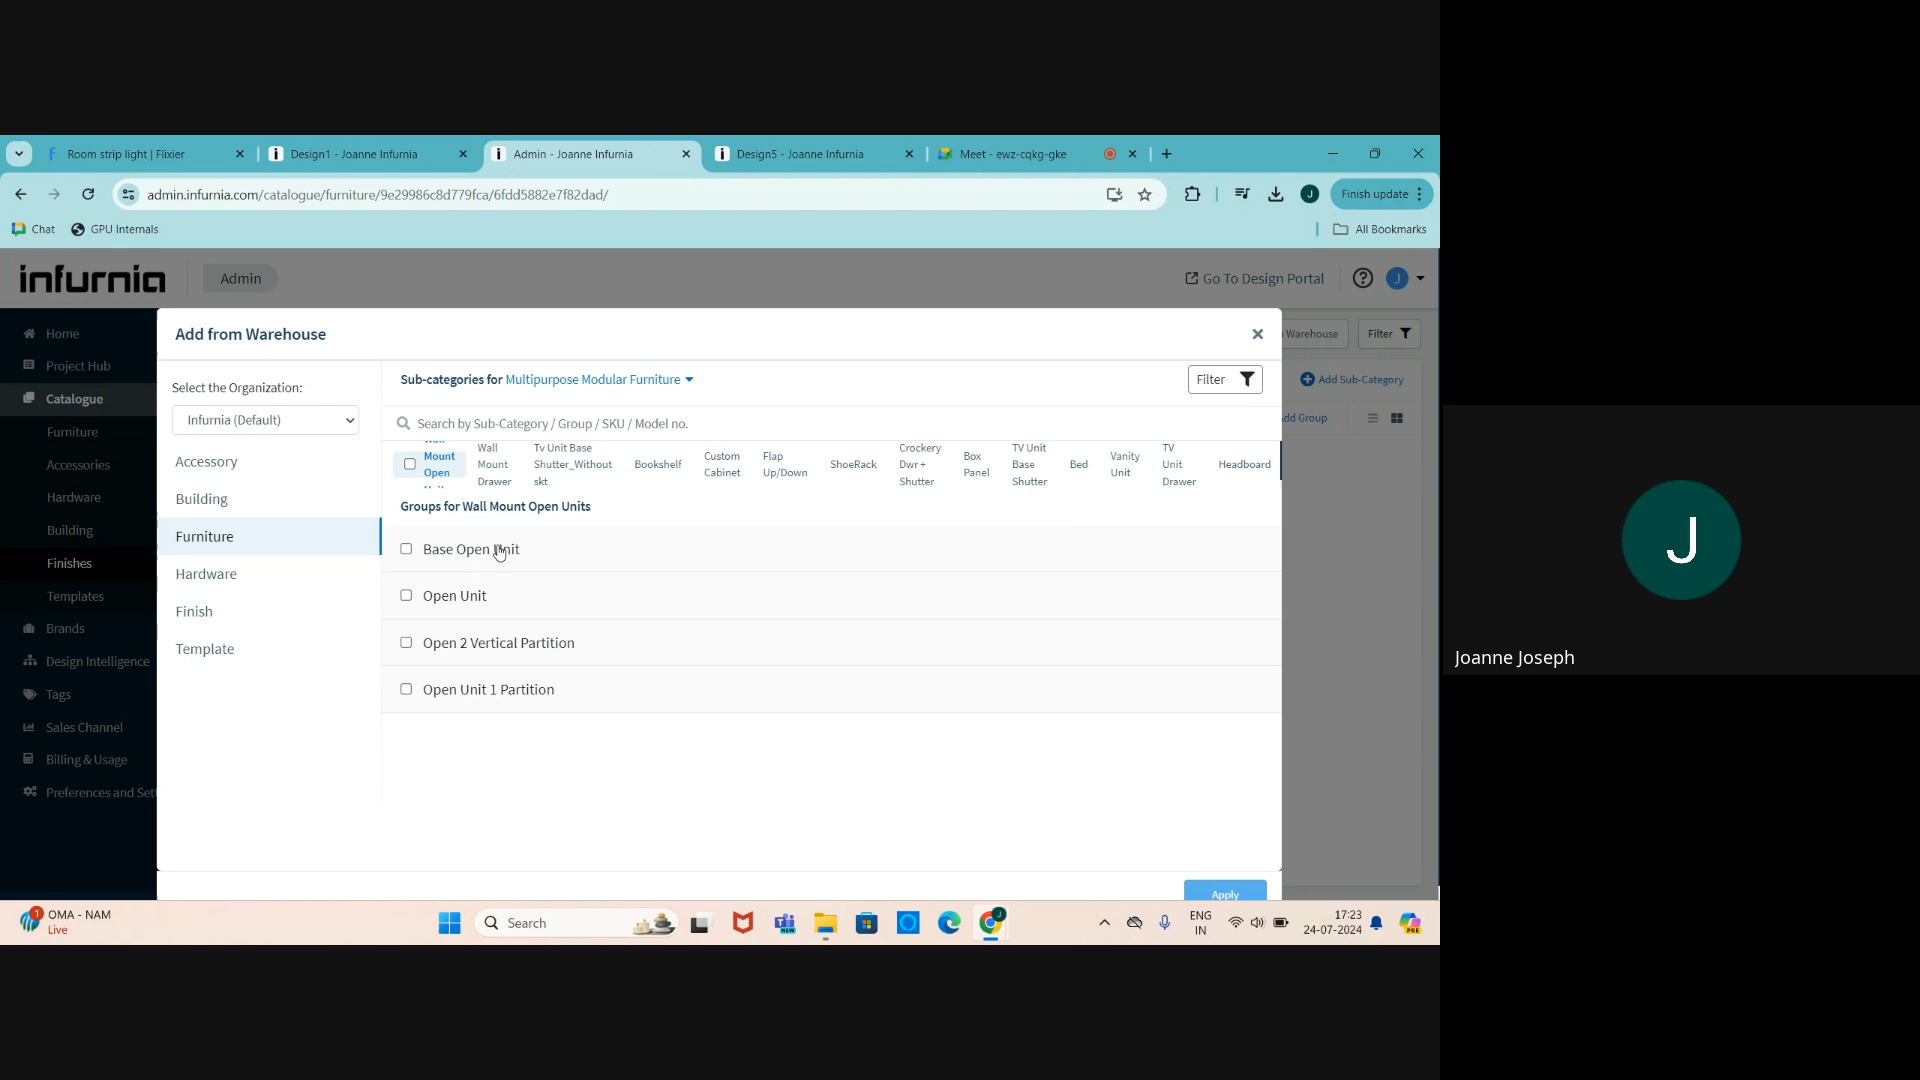 Room strip light | Flixier
Design1 - Joanne Infurnia
Admin - Joanne Infurnia
Design5 - Joanne Infurnia
Meet - ewz-cqkg-gke
admin.infurnia.com/catalogue/furniture/9e29986c8d779fca/6fdd5882e7f82dad/
J
Finish update
Chat
GPU Internals
All Bookmarks
infurnia
Admin
Go To Design Portal
J
Home
Project Hub
Catalogue
Furniture
Accessories
Hardware
Building
Finishes
Templates
Brands
Design Intelligence
Tags
Sales Channel
Billing & Usage
Preferences and Sett
Warehouse
Filter
Add Sub-Category
dd Group
Add from Warehouse
Select the Organization:
Infurnia (Default)
Accessory
Building
Furniture
Hardware
Finish
Template
Sub-categories for Multipurpose Modular Furniture
Filter
Search by Sub-Category / Group / SKU / Model no.
Wall
Mount
Open
Wall
Mount
Drawer
Tv Unit Base
Shutter_Without
skt
Bookshelf
Custom
Cabinet
Flap
Up/Down
ShoeRack
Crockery
Dwr +
Shutter
Box
Panel
TV Unit
Base
Shutter
Bed
Vanity
Unit
TV
Unit
Drawer
Headboard
Groups for Wall Mount Open Units
Base Open Unit
Open Unit
Open 2 Vertical Partition
Open Unit 1 Partition
Apply
J
Joanne Joseph
1
OMA - NAM
Live
Search
NEW
J
ENG
IN
17:23
24-07-2024
PRE